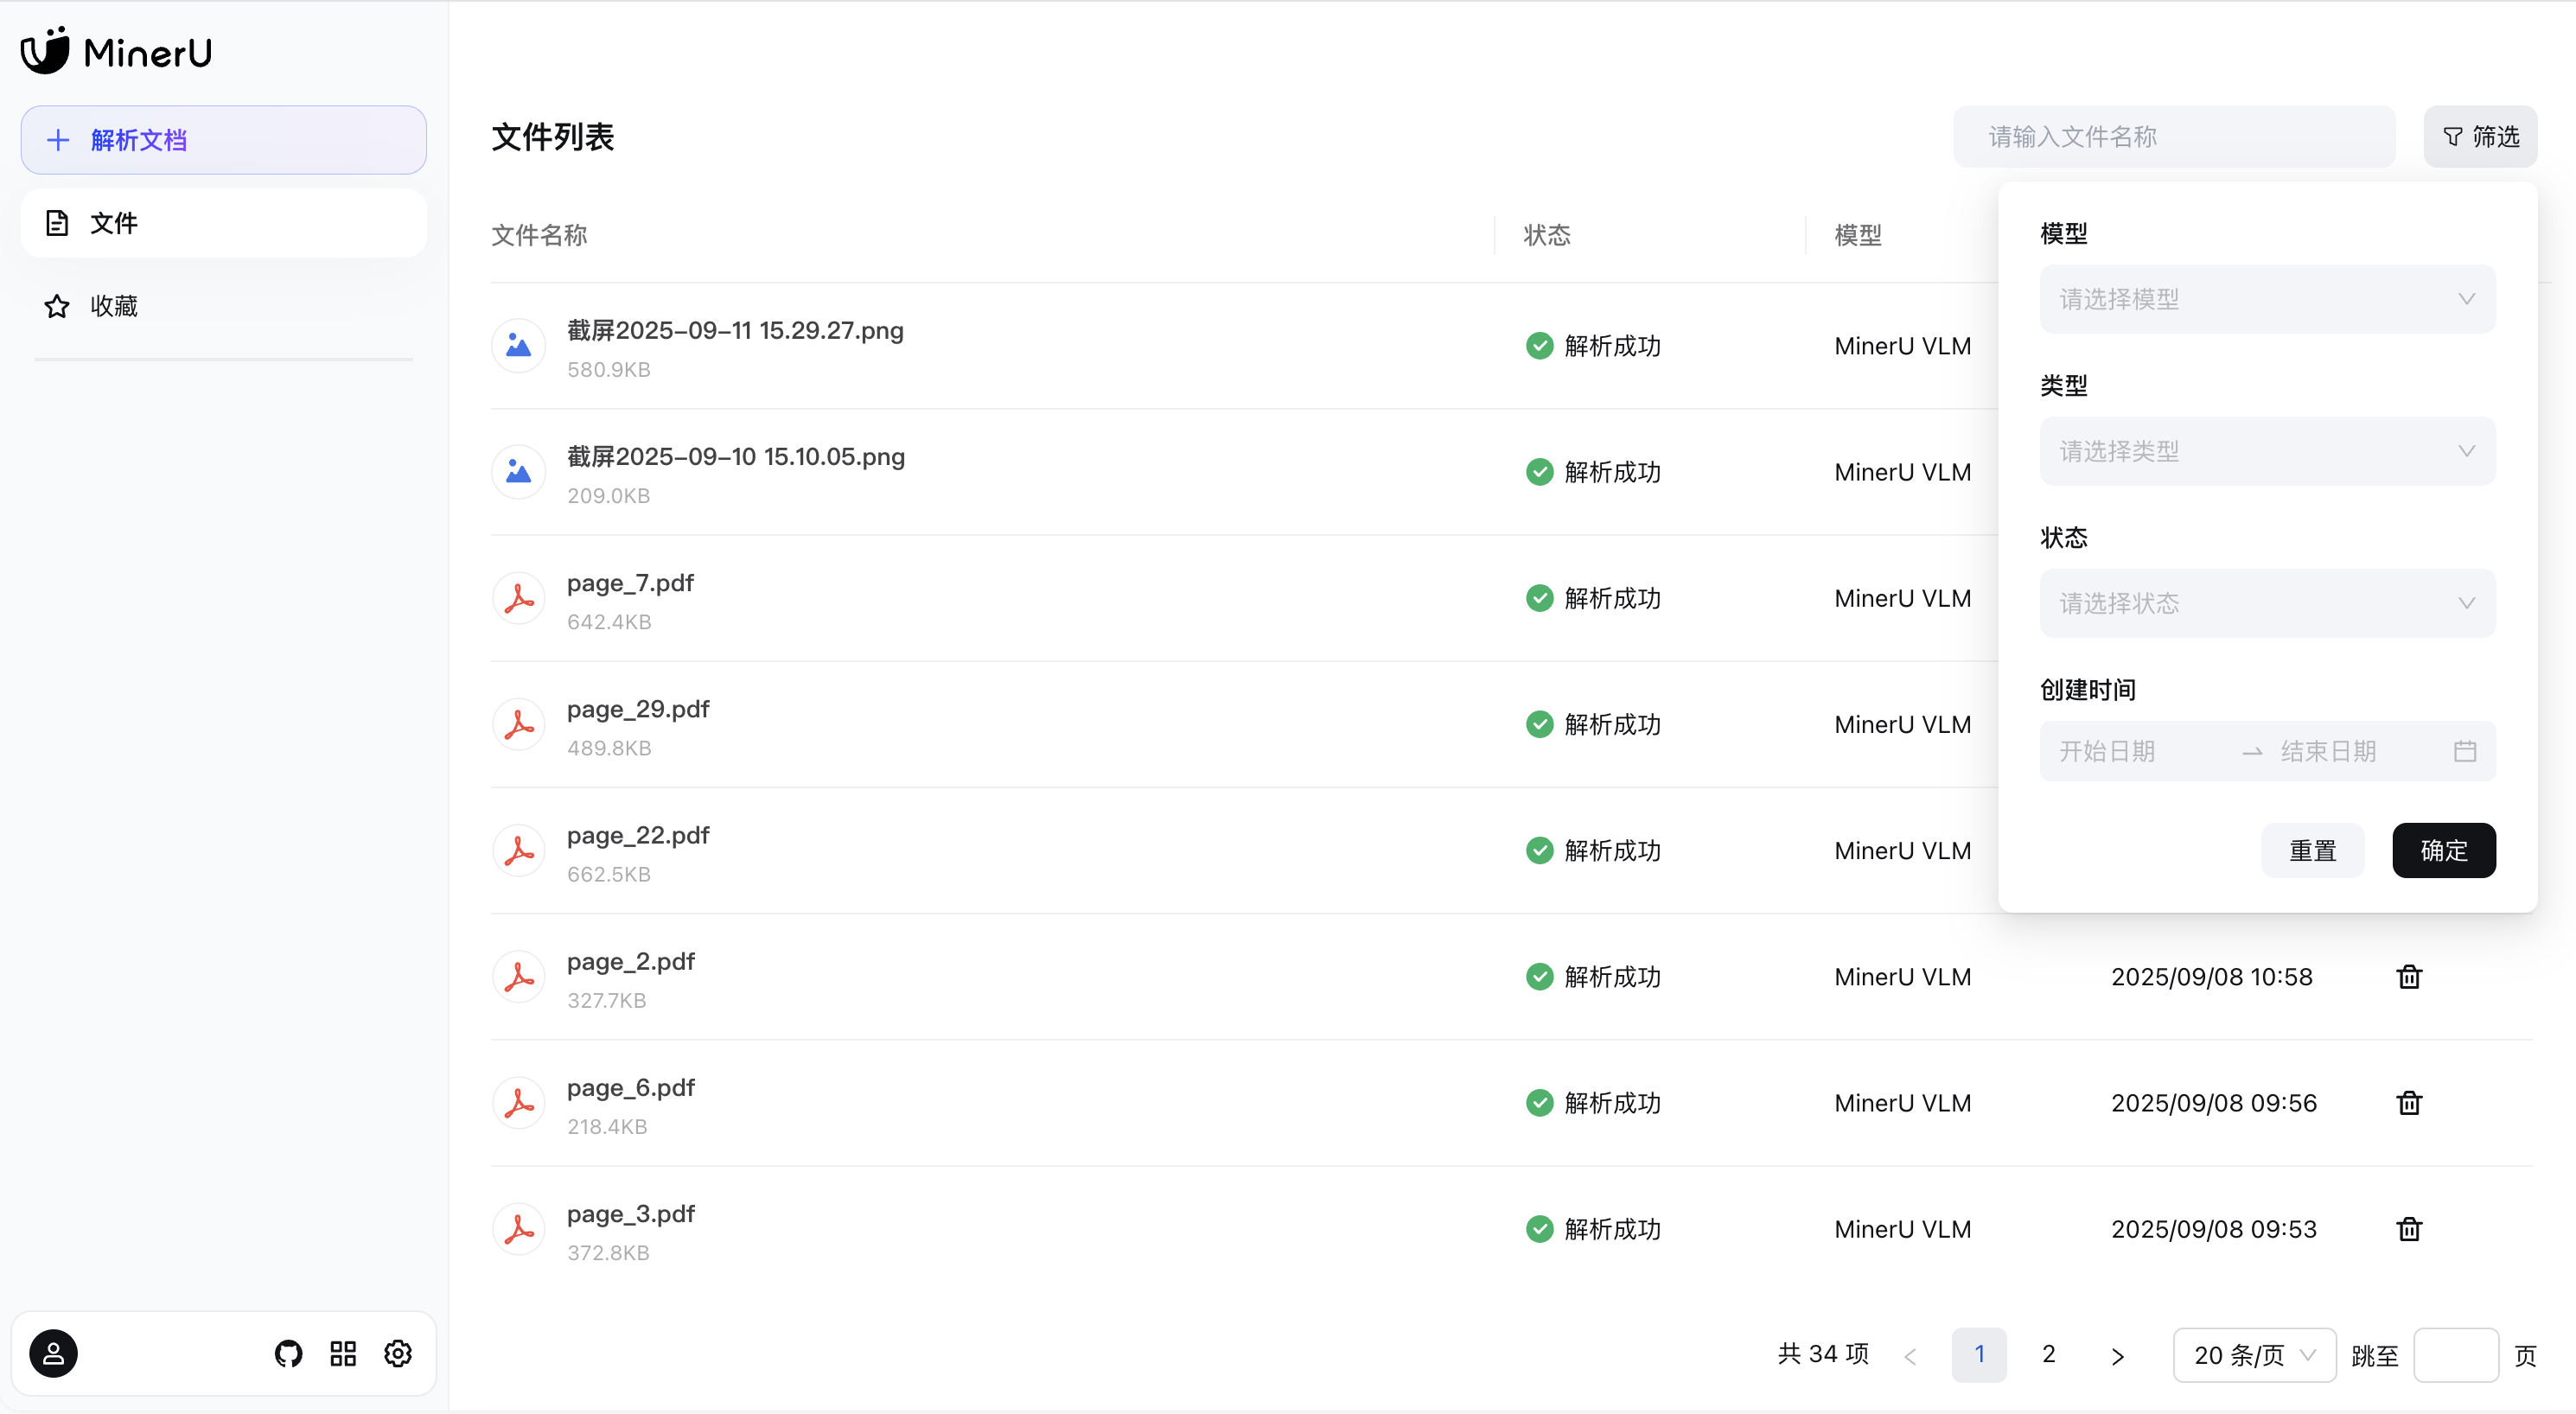 MinerU
解析文档
文件
收藏
文件列表
请输入文件名称
筛选
文件名称
状态
模型
截屏2025-09-11 15.29.27.png
580.9KB
解析成功
MinerU VLM
截屏2025-09-10 15.10.05.png
209.0KB
解析成功
MinerU VLM
page_7.pdf
642.4KB
解析成功
MinerU VLM
page_29.pdf
489.8KB
解析成功
MinerU VLM
page_22.pdf
662.5KB
解析成功
MinerU VLM
page_2.pdf
327.7KB
解析成功
MinerU VLM
2025/09/08 10:58
page_6.pdf
218.4KB
解析成功
MinerU VLM
2025/09/08 09:56
page_3.pdf
372.8KB
解析成功
MinerU VLM
2025/09/08 09:53
模型
请选择模型
类型
请选择类型
状态
请选择状态
创建时间
开始日期
结束日期
重置
确定
共 34 项
1
2
20 条/页
跳至
页